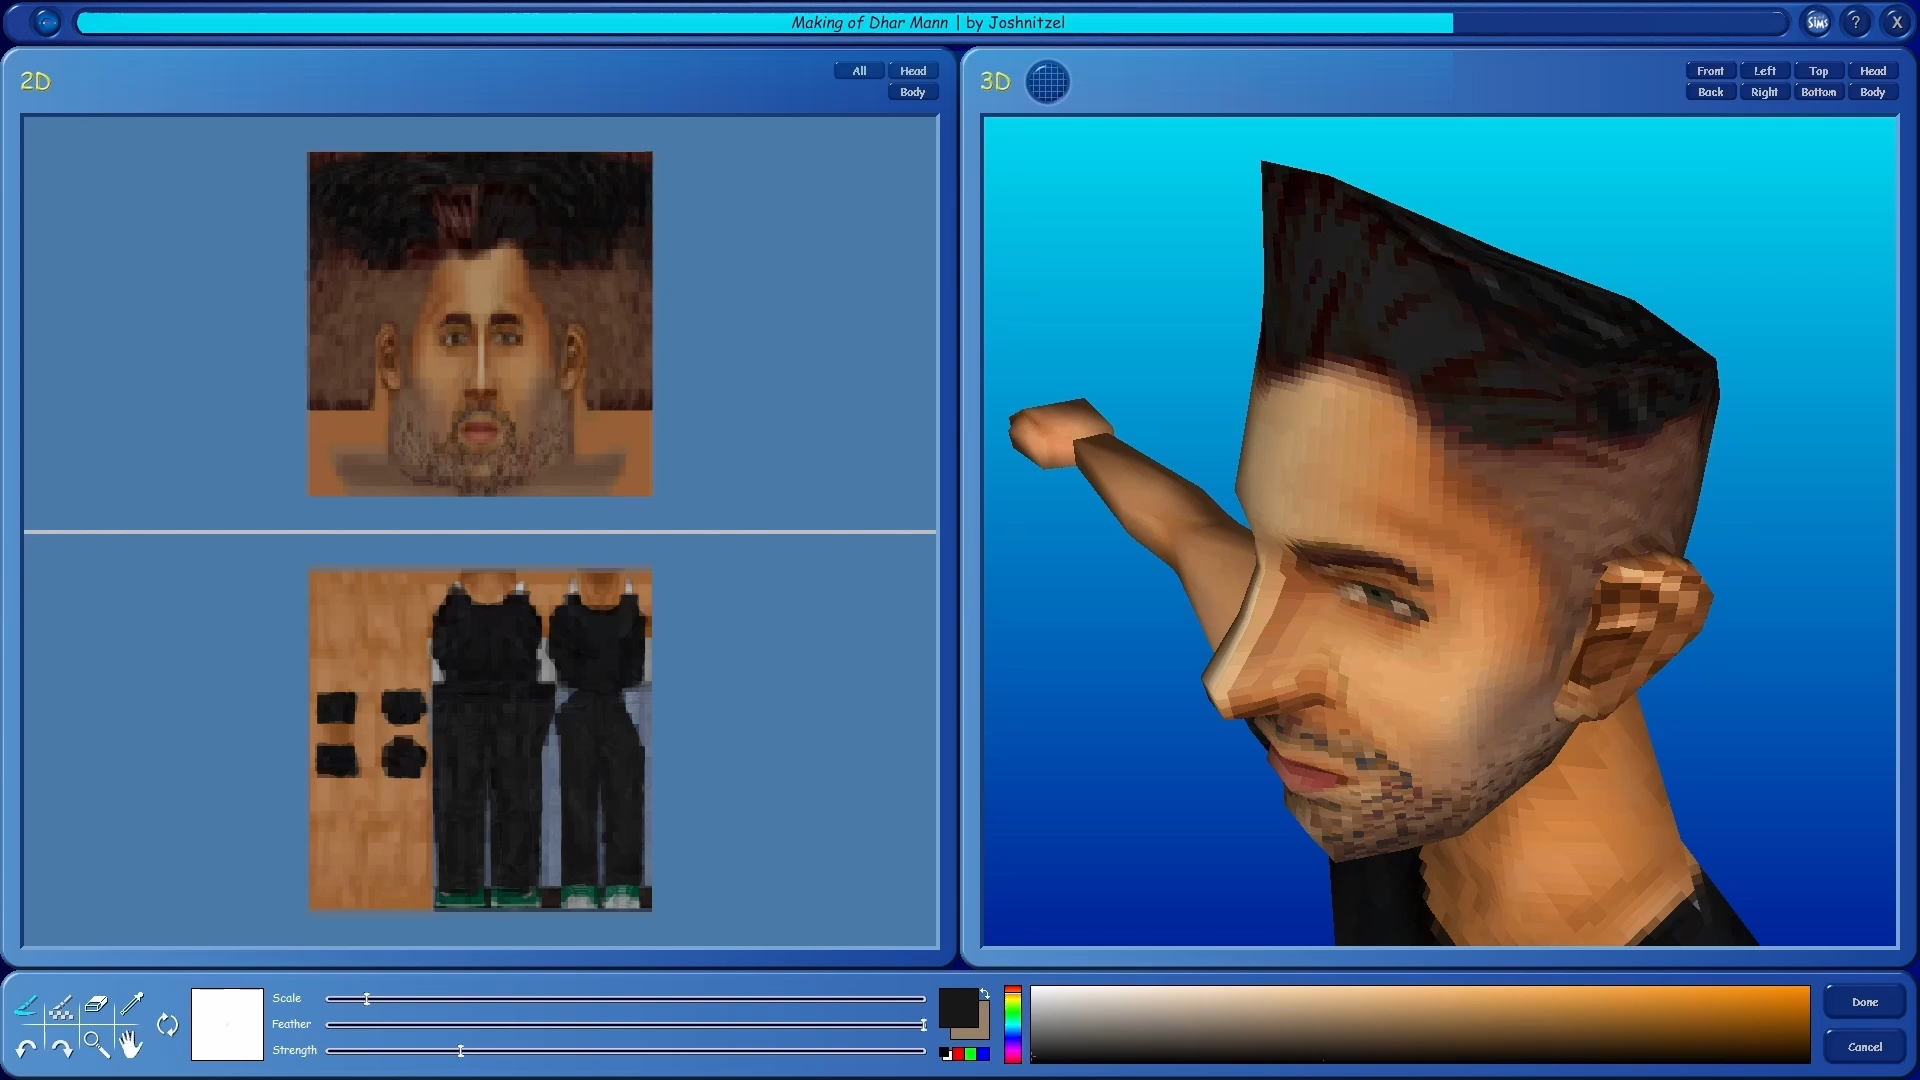 Making of Dhar Mann | by Joshnitzel
SiMS
?
X
2D
All
Head
Body
3D
Front
Left
Top
Head
Back
Right
Bottom
Body
Scale
Feather
Strength
Done
Cancel